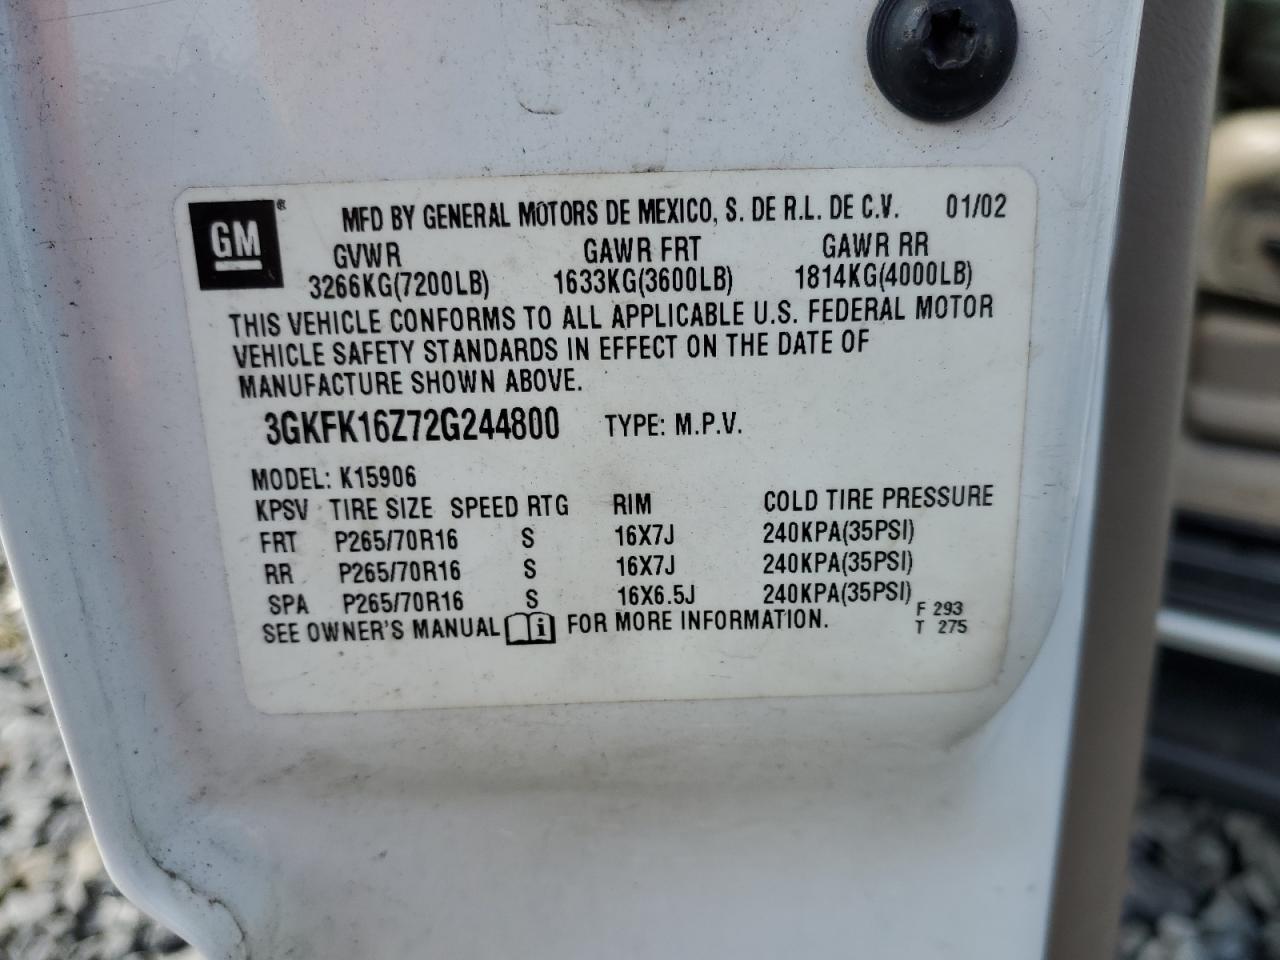 GM ®
MFD BY GENERAL MOTORS DE MEXICO, S. DE R.L. DE C.V. 01/02
GVWR GAWR FRT GAWR RR
3266KG(7200LB) 1633KG(3600LB) 1814KG(4000LB)
THIS VEHICLE CONFORMS TO ALL APPLICABLE U.S. FEDERAL MOTOR
VEHICLE SAFETY STANDARDS IN EFFECT ON THE DATE OF
MANUFACTURE SHOWN ABOVE.
3GKFK16Z72G244800 TYPE: M.P.V.
MODEL: K15906
KPSV TIRE SIZE SPEED RTG RIM COLD TIRE PRESSURE
FRT P265/70R16 S 16X7J 240KPA(35PSI)
RR P265/70R16 S 16X7J 240KPA(35PSI)
SPA P265/70R16 S 16X6.5J 240KPA(35PSI)
SEE OWNER'S MANUAL i FOR MORE INFORMATION.
F 293
T 275